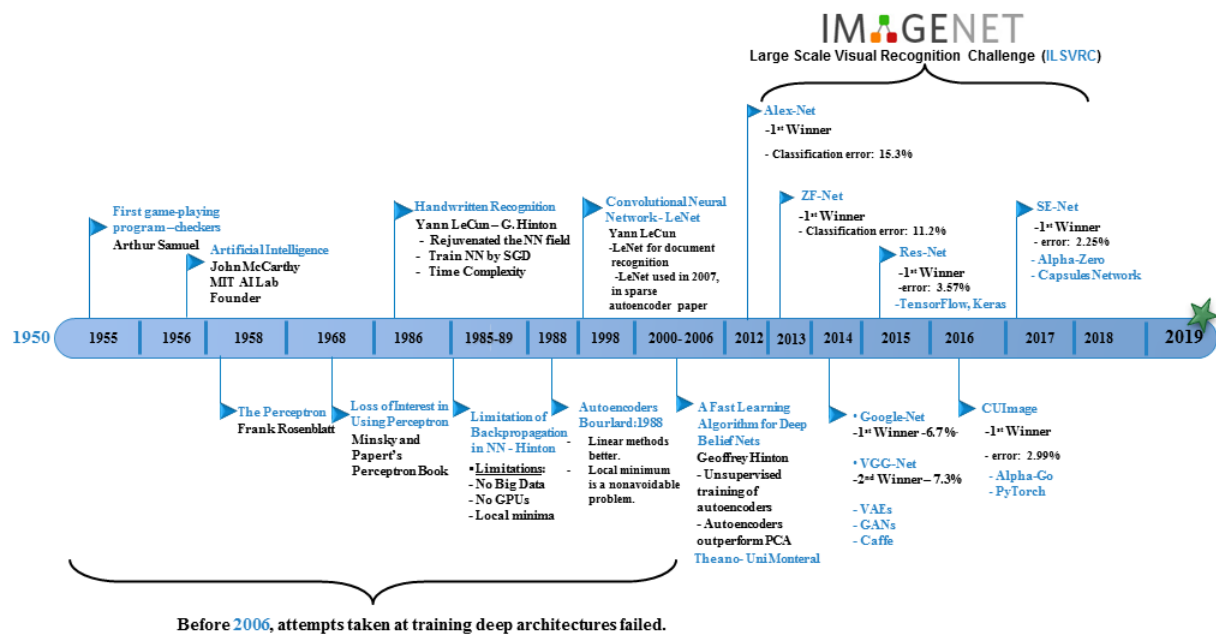 IMAGENET
Large Scale Visual Recognition Challenge (ILSVRC)
Alex-Net
-1st Winner
- Classification error: 15.3%
ZF-Net
-1st Winner
- Classification error: 11.2%
Res-Net
-1st Winner
-error: 3.57%
-TensorFlow, Keras
SE-Net
-1st Winner
- error: 2.25%
- Alpha-Zero
- Capsules Network
First game-playing
program – checkers
Arthur Samuel
Artificial Intelligence
John McCarthy
MIT AI Lab
Founder
Handwritten Recognition
Yann LeCun – G. Hinton
- Rejuvenated the NN field
- Train NN by SGD
- Time Complexity
Convolutional Neural
Network - LeNet
Yann LeCun
-LeNet for document
recognition
-LeNet used in 2007,
in sparse
autoencoder paper
1950
1955
1956
1958
1968
1986
1985-89
1988
1998
2000- 2006
2012
2013
2014
2015
2016
2017
2018
2019
The Perceptron
Frank Rosenblatt
Loss of Interest in
Using Perceptron
Minsky and
Papert's
Perceptron Book
Limitation of
Backpropagation
in NN - Hinton
▪ Limitations:
- No Big Data
- No GPUs
- Local minima
Autoencoders
Bourlard:1988
- Linear methods
better.
- Local minimum
is a nonavoidable
problem.
A Fast Learning
Algorithm for Deep
Belief Nets
Geoffrey Hinton
- Unsupervised
training of
autoencoders
- Autoencoders
outperform PCA
Theano- Uni Monteral
• Google-Net
-1st Winner -6.7%
• VGG-Net
-2nd Winner – 7.3%
- VAEs
- GANs
- Caffe
CUImage
-1st Winner
- error: 2.99%
- Alpha-Go
- PyTorch
Before 2006, attempts taken at training deep architectures failed.